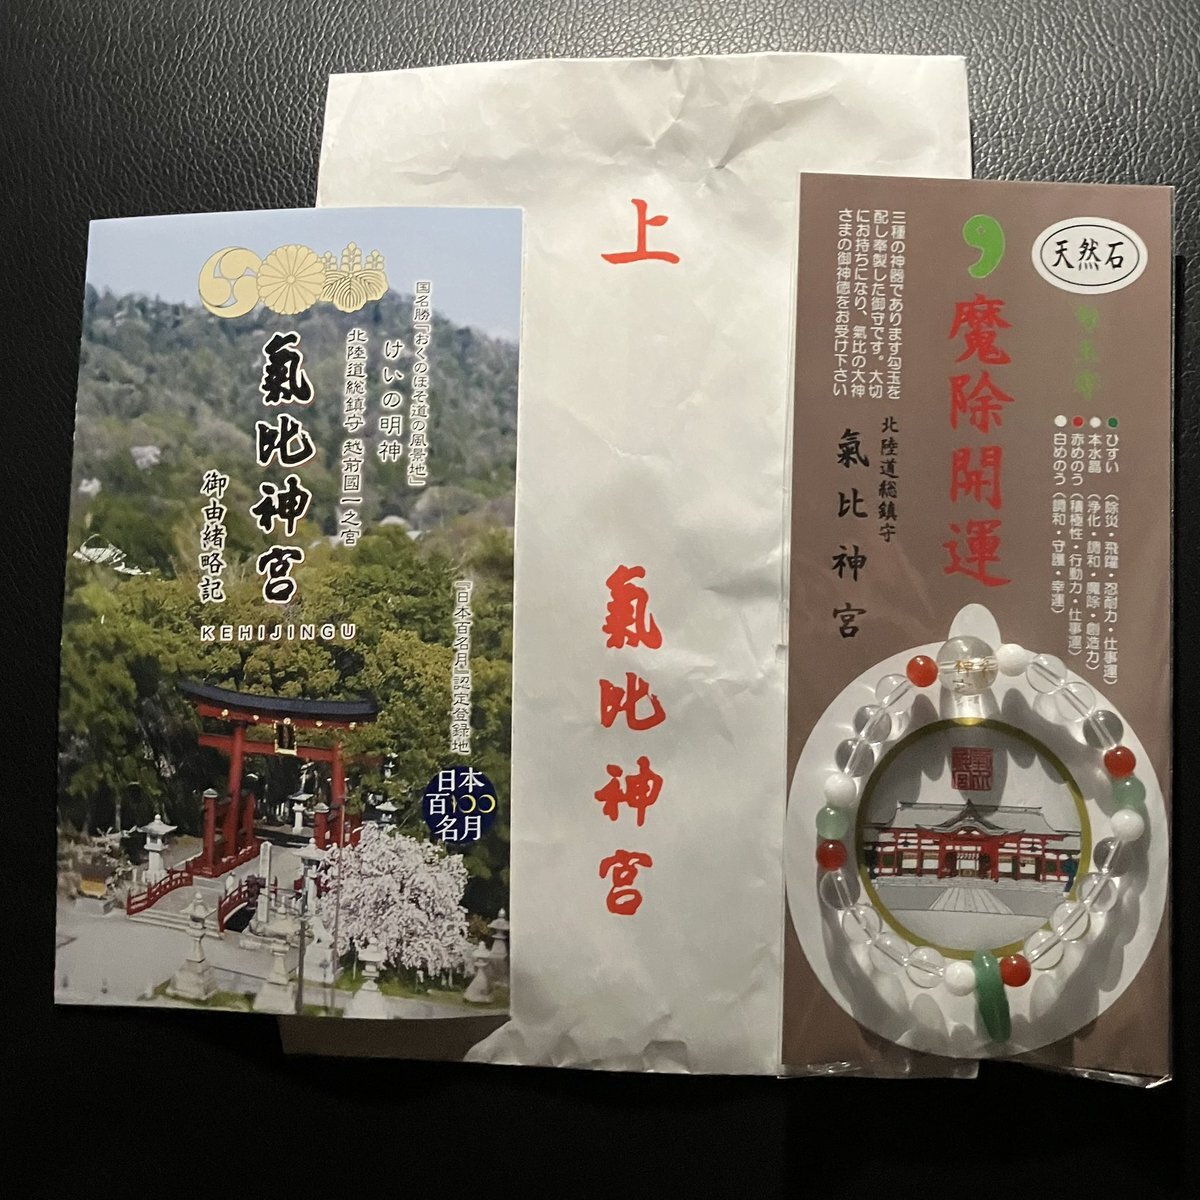 国名勝『おくのほそ道の風景地』
けいの明神
北陸道総鎮守 越前國一之宮
氣比神宮
御由緒略記
KEHIJINGU
『日本百名月』認定登録地
日本
百
名月
上
氣比神宮
天然石
魔除開運
ひすい(除災・飛躍・忍耐力・仕事運)
本水晶(浄化・調和・魔除・創造力)
赤めのう(積極性・行動力・仕事運)
白めのう(調和・守護・幸運)
三種の神器であります勾玉を
配し奉製した御守です。大切
にお持ちになり、氣比の大神
さまの御神徳をお受け下さい
北陸道総鎮守
氣比神宮